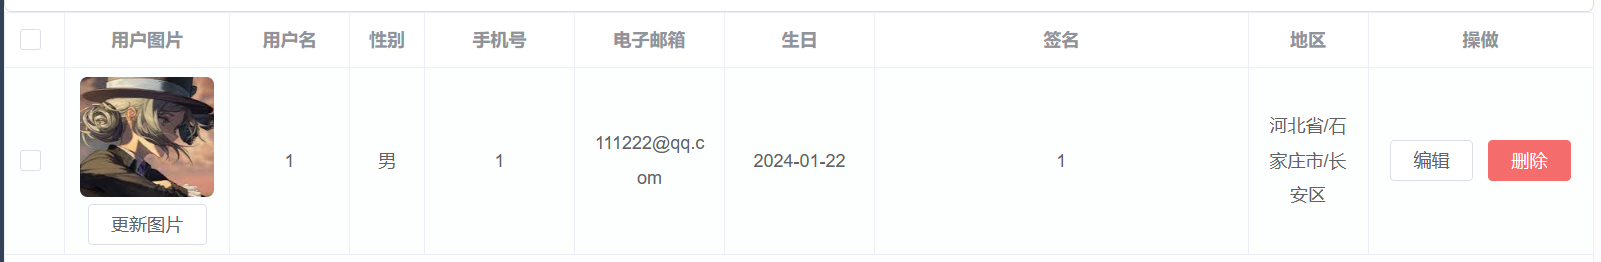 用户图片 用户名 性别 手机号 电子邮箱 生日 签名 地区 操做
1 男 1 111222@qq.c
om 2024-01-22 1 河北省/石
家庄市/长
安区 编辑 删除
更新图片